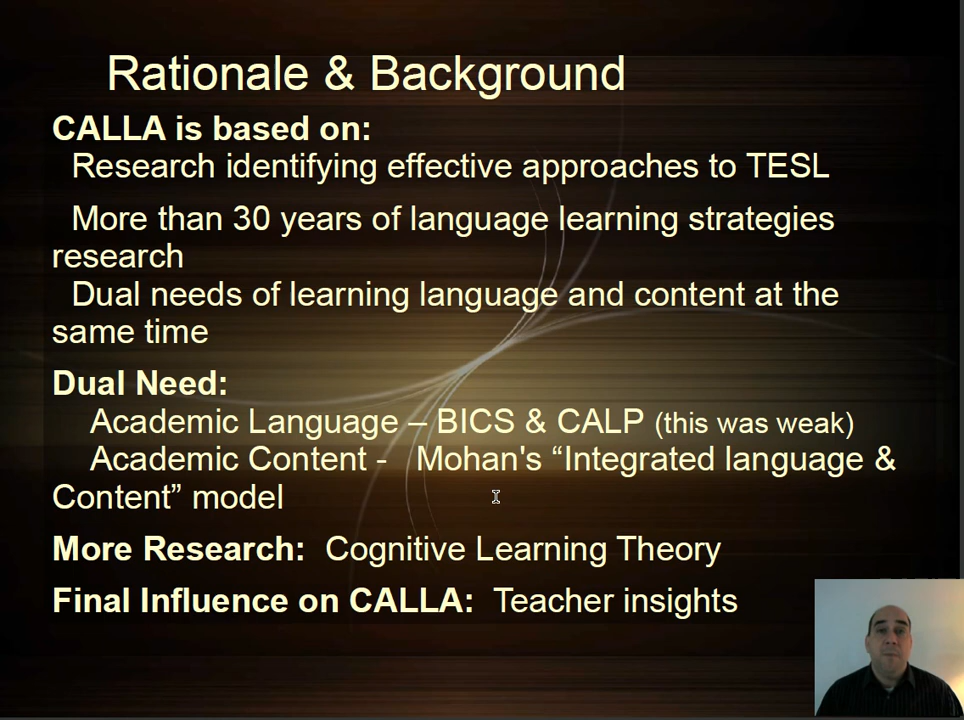 Rationale & Background
CALLA is based on:
Research identifying effective approaches to TESL
More than 30 years of language learning strategies
research
Dual needs of learning language and content at the
same time
Dual Need:
Academic Language – BICS & CALP (this was weak)
Academic Content - Mohan's “Integrated language &
Content” model
More Research: Cognitive Learning Theory
Final Influence on CALLA: Teacher insights